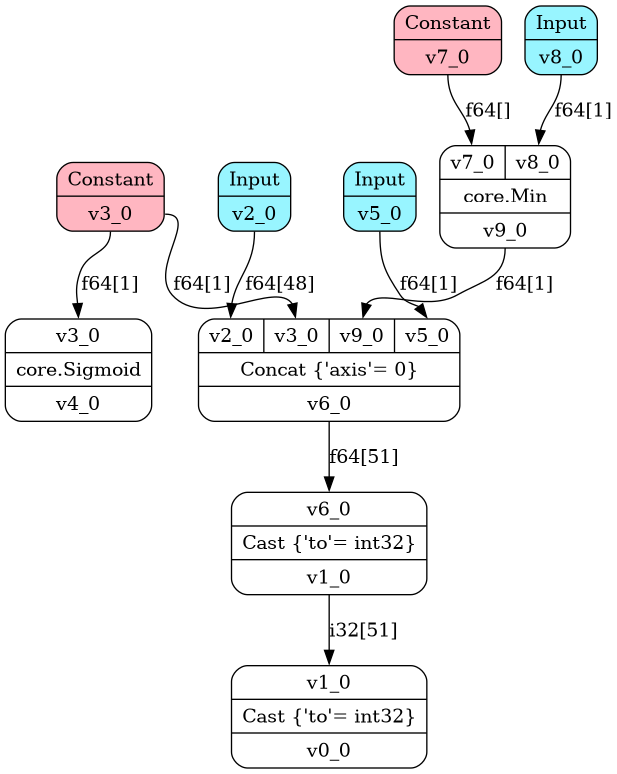 Constant
v7_0
Input
v8_0
f64[]
f64[1]
v7_0 v8_0
core.Min
v9_0
Constant
v3_0
Input
v2_0
Input
v5_0
f64[1]
f64[1]
f64[48]
f64[1]
f64[1]
v3_0
core.Sigmoid
v4_0
v2_0 v3_0 v9_0 v5_0
Concat {'axis'= 0}
v6_0
f64[51]
v6_0
Cast {'to'= int32}
v1_0
i32[51]
v1_0
Cast {'to'= int32}
v0_0